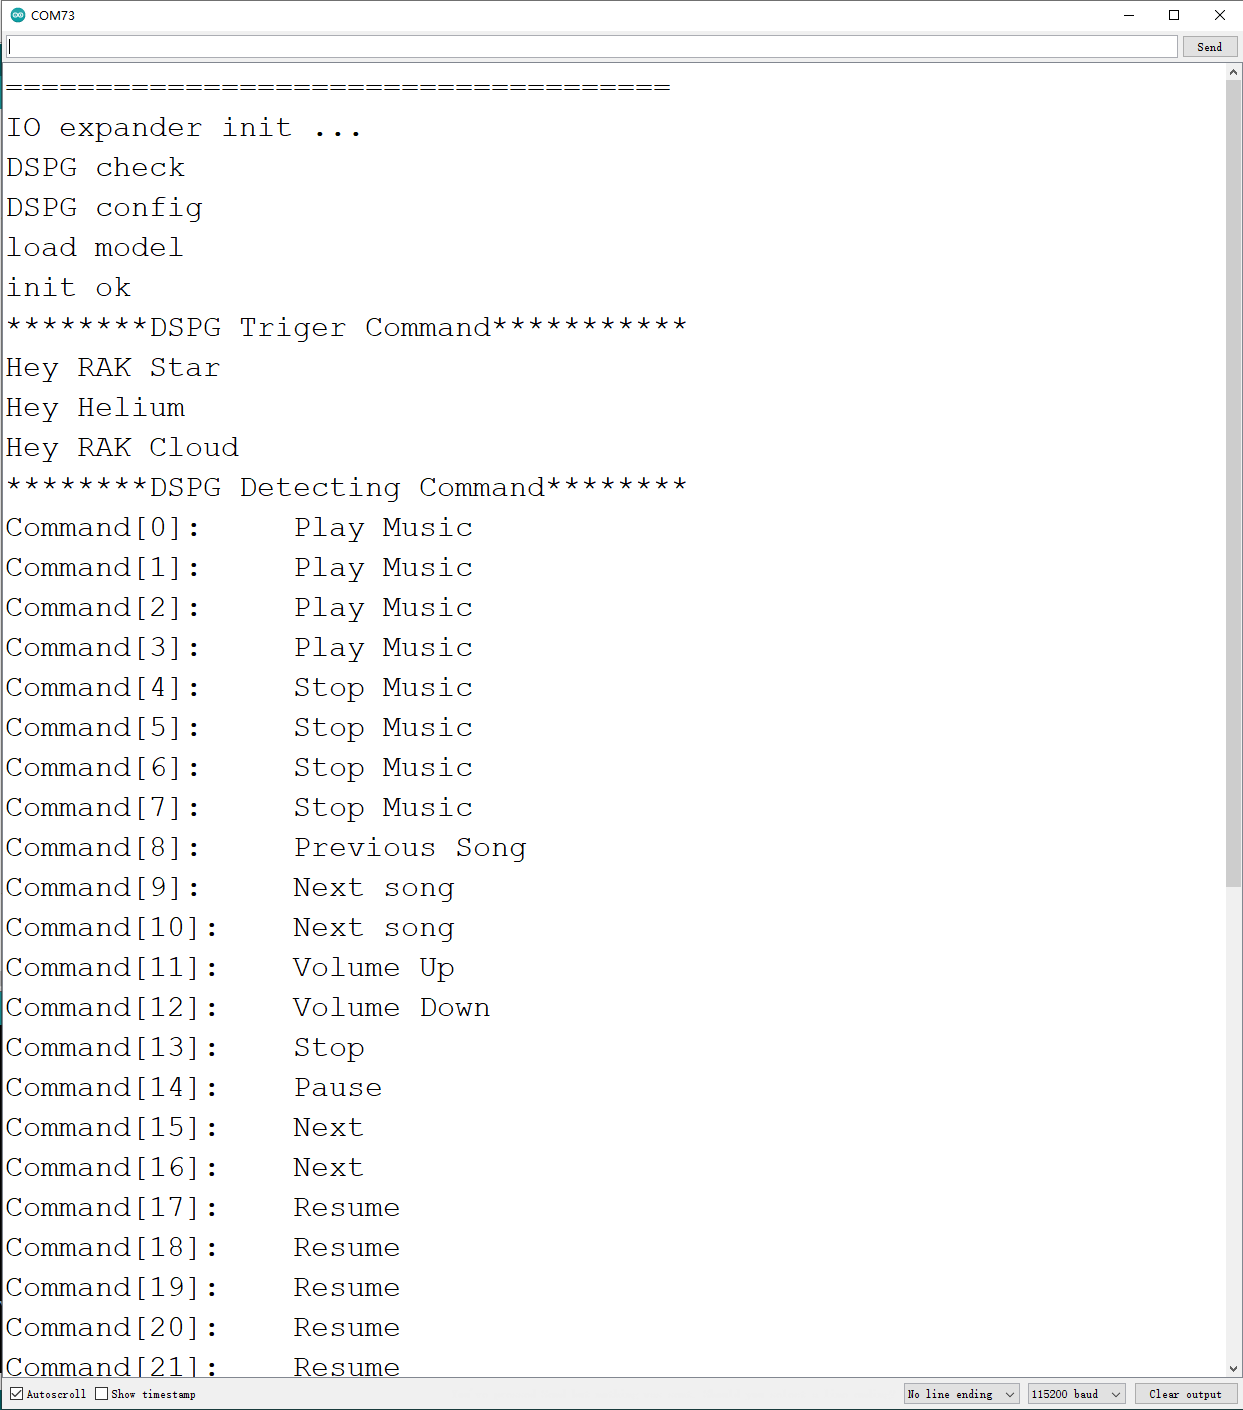 COM73
Send
=====================================
IO expander init ...
DSPG check
DSPG config
load model
init ok
********DSPG Triger Command***********
Hey RAK Star
Hey Helium
Hey RAK Cloud
********DSPG Detecting Command********
Command[0]: Play Music
Command[1]: Play Music
Command[2]: Play Music
Command[3]: Play Music
Command[4]: Stop Music
Command[5]: Stop Music
Command[6]: Stop Music
Command[7]: Stop Music
Command[8]: Previous Song
Command[9]: Next song
Command[10]: Next song
Command[11]: Volume Up
Command[12]: Volume Down
Command[13]: Stop
Command[14]: Pause
Command[15]: Next
Command[16]: Next
Command[17]: Resume
Command[18]: Resume
Command[19]: Resume
Command[20]: Resume
Command[21]: Resume
Autoscroll Show timestamp No line ending 115200 baud Clear output